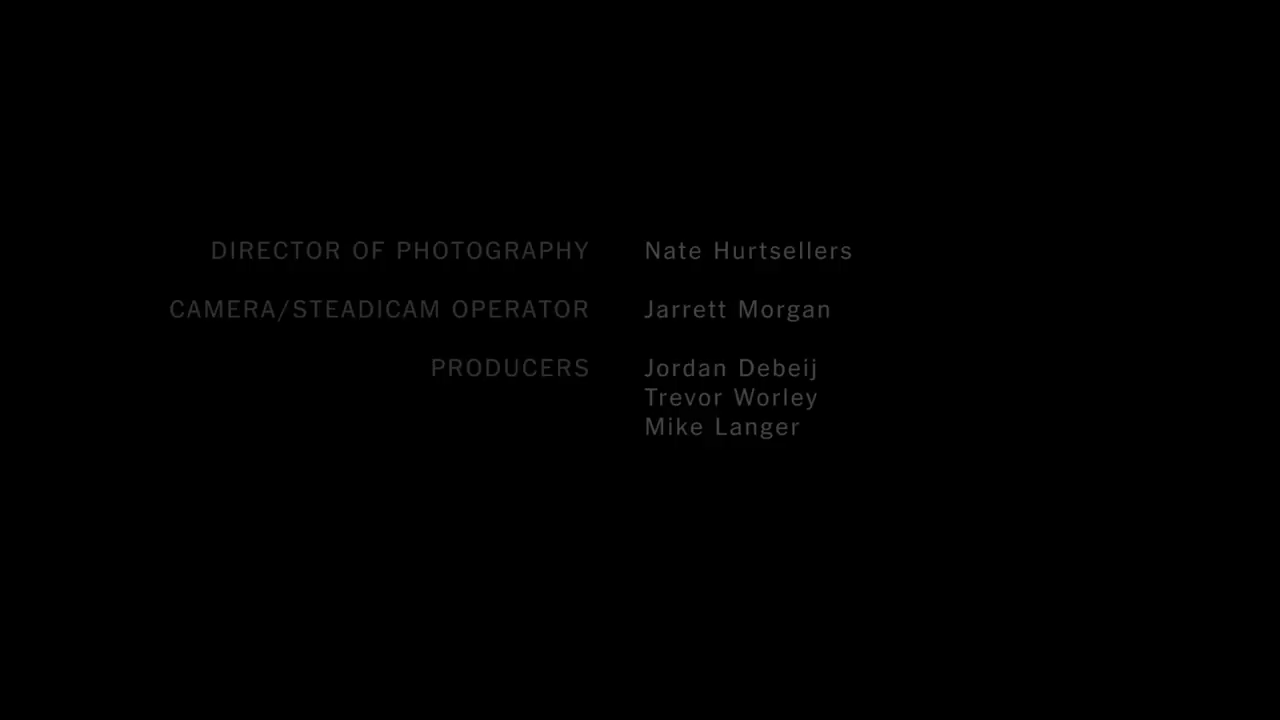 DIRECTOR OF PHOTOGRAPHY Nate Hurtsellers
CAMERA/STEADICAM OPERATOR Jarrett Morgan
PRODUCERS Jordan Debeij
Trevor Worley
Mike Langer